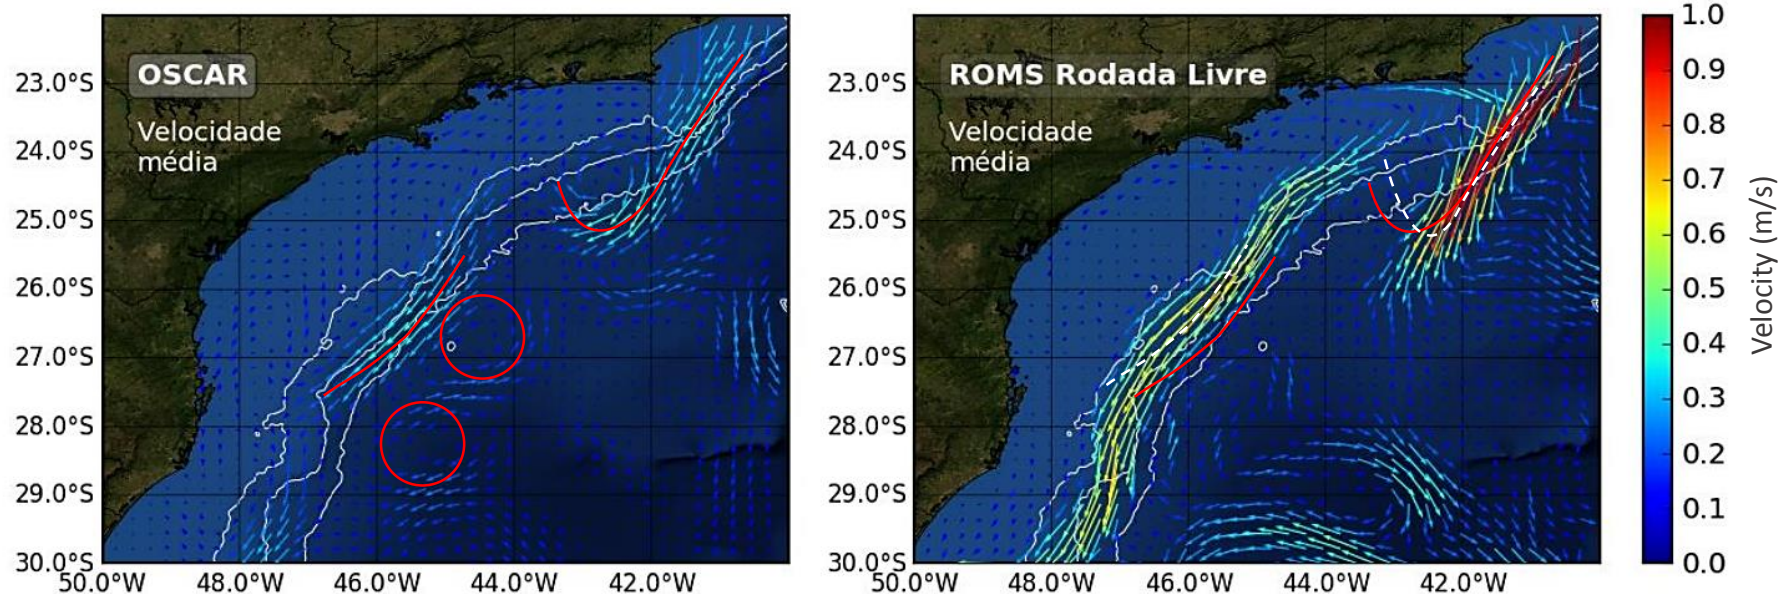 OSCAR
Velocidade
média
23.0°S
24.0°S
25.0°S
26.0°S
27.0°S
28.0°S
29.0°S
30.0°S
50.0°W
48.0°W
46.0°W
44.0°W
42.0°W
ROMS Rodada Livre
Velocidade
média
23.0°S
24.0°S
25.0°S
26.0°S
27.0°S
28.0°S
29.0°S
30.0°S
50.0°W
48.0°W
46.0°W
44.0°W
42.0°W
1.0
0.9
0.8
0.7
0.6
0.5
0.4
0.3
0.2
0.1
0.0
Velocity (m/s)